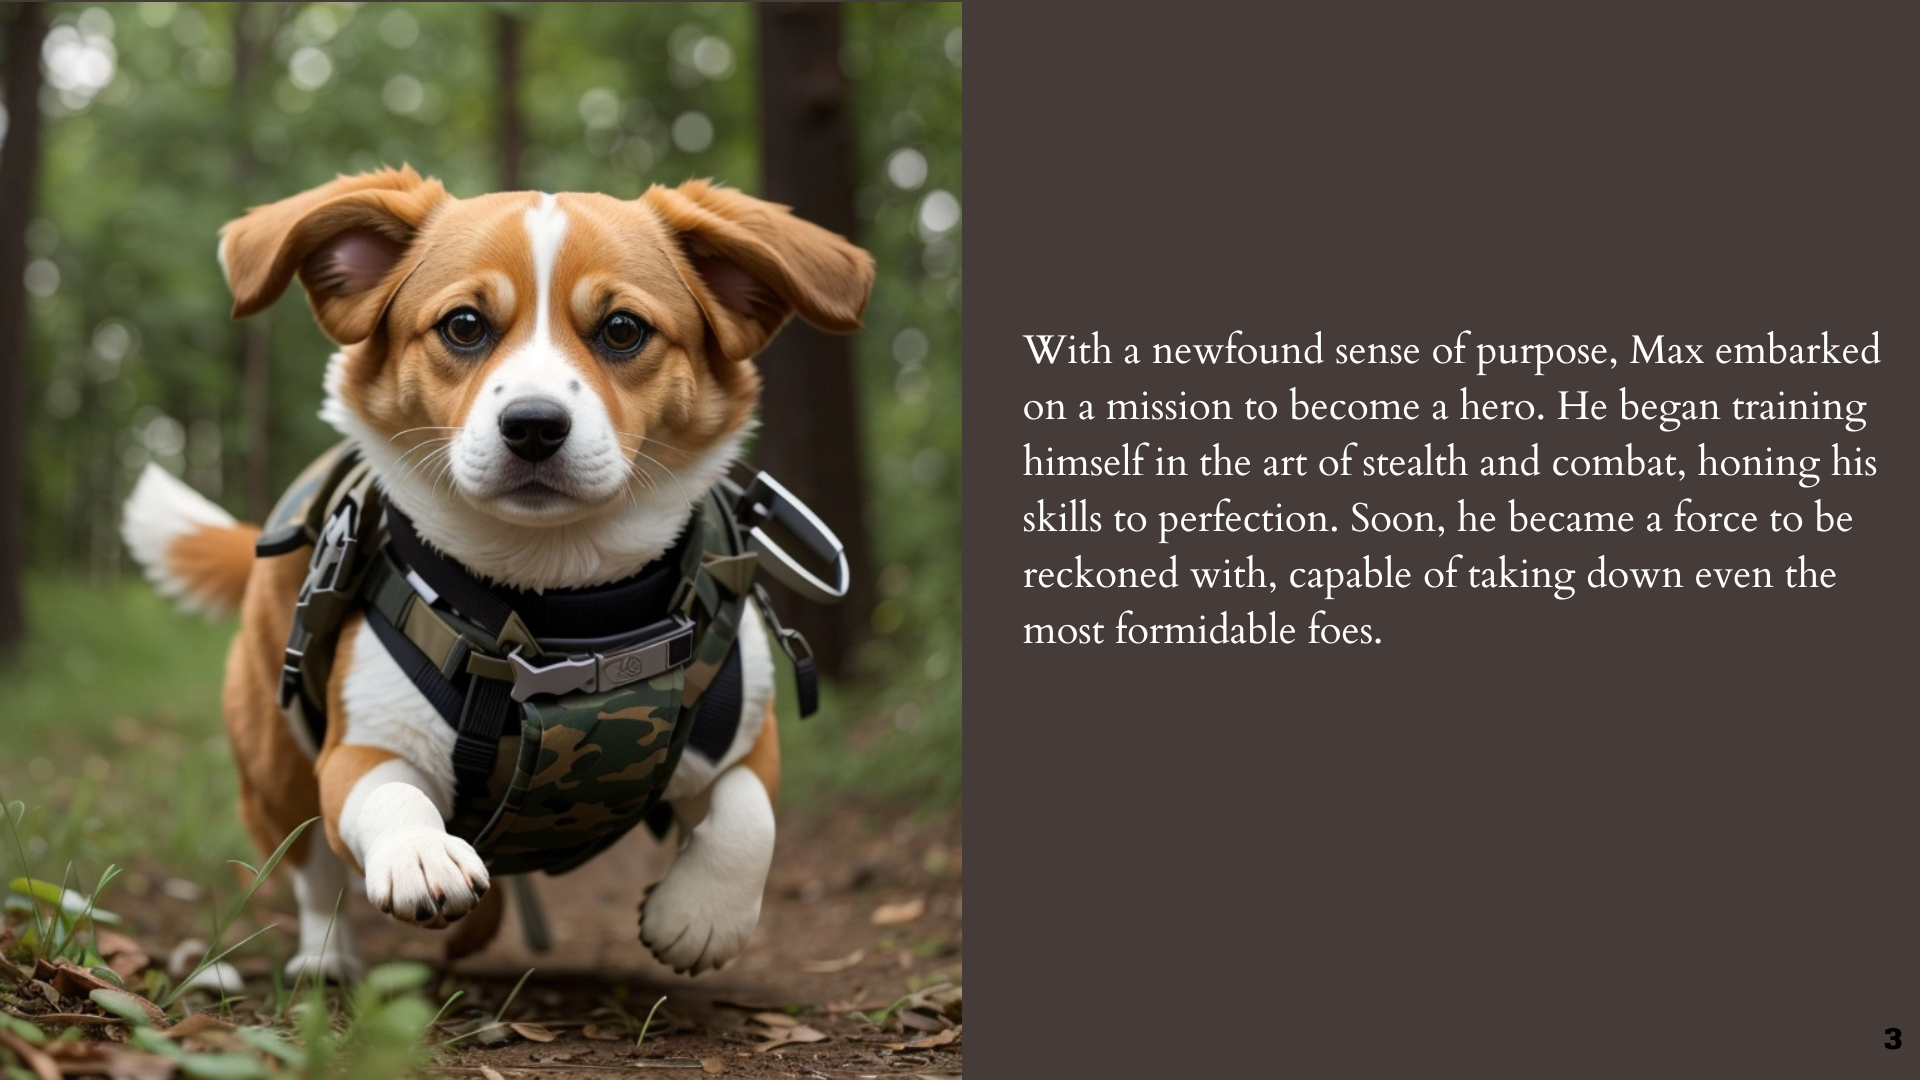 With a newfound sense of purpose, Max embarked
on a mission to become a hero. He began training
himself in the art of stealth and combat, honing his
skills to perfection. Soon, he became a force to be
reckoned with, capable of taking down even the
most formidable foes.
3